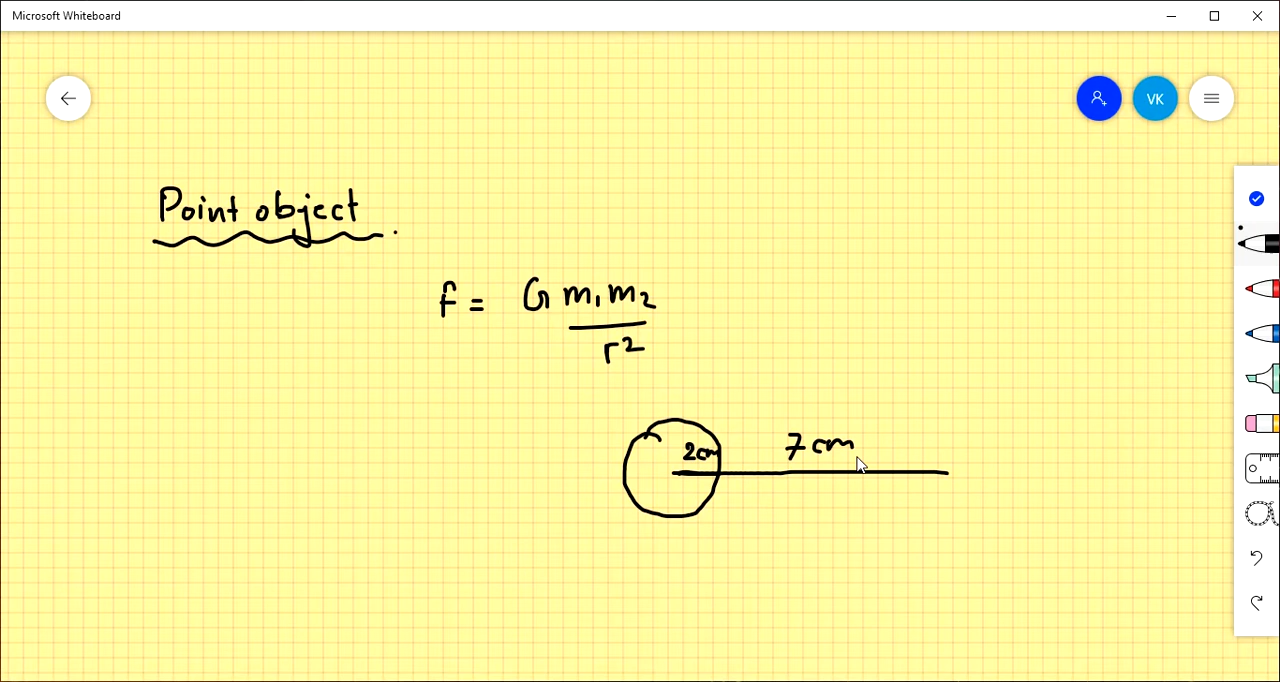 Microsoft Whiteboard
VK
Point object.
f = G m₁m₂
r²
2cm 7cm